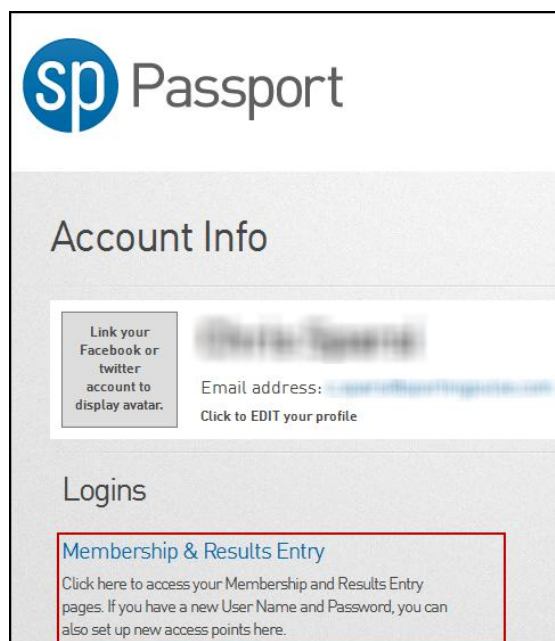 sp Passport
Account Info
Link your
Facebook or
twitter
account to
display avatar.
Email address:
Click to EDIT your profile
Logins
Membership & Results Entry
Click here to access your Membership and Results Entry
pages. If you have a new User Name and Password, you can
also set up new access points here.